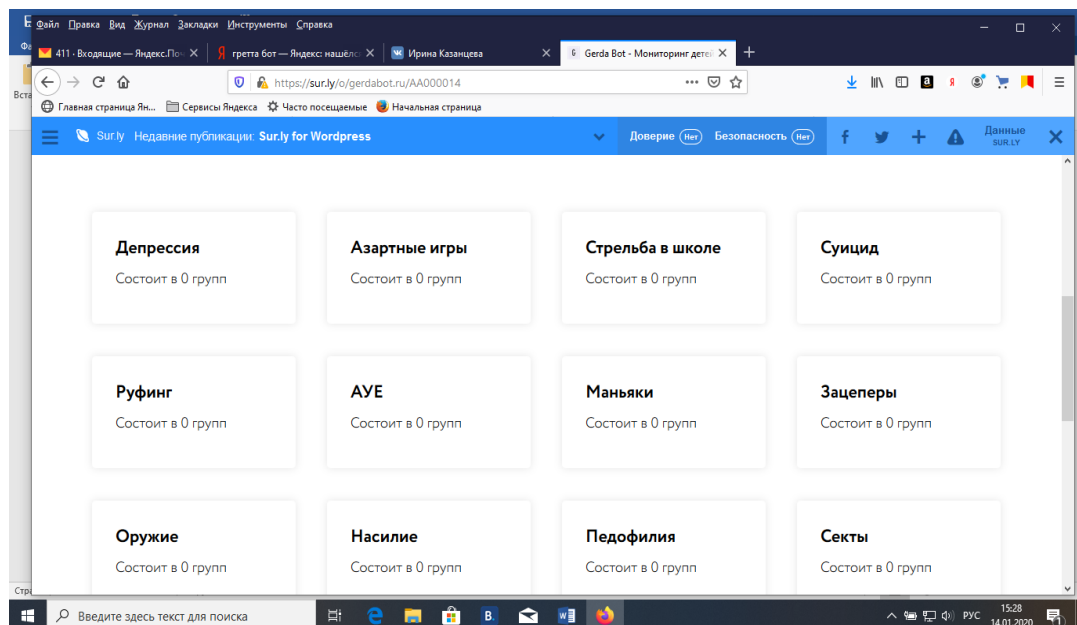 Файл Правка Вид Журнал Закладки Инструменты Справка
411 · Входящие — Яндекс.Поч
гретта бот — Яндекс: нашёлс
Ирина Казанцева
Gerda Bot - Мониторинг детей
https://sur.ly/o/gerdabot.ru/AA000014
Вста
Главная страница Ян... Сервисы Яндекса Часто посещаемые Начальная страница
Sur.ly Недавние публикации: Sur.ly for Wordpress Доверие Нет Безопасность Нет Данные
SUR.LY
Депрессия Азартные игры Стрельба в школе Суицид
Состоит в 0 групп Состоит в 0 групп Состоит в 0 групп Состоит в 0 групп
Руфинг АУЕ Маньяки Зацеперы
Состоит в 0 групп Состоит в 0 групп Состоит в 0 групп Состоит в 0 групп
Оружие Насилие Педофилия Секты
Состоит в 0 групп Состоит в 0 групп Состоит в 0 групп Состоит в 0 групп
Стра
Введите здесь текст для поиска
РУС
15:28
14.01.2020